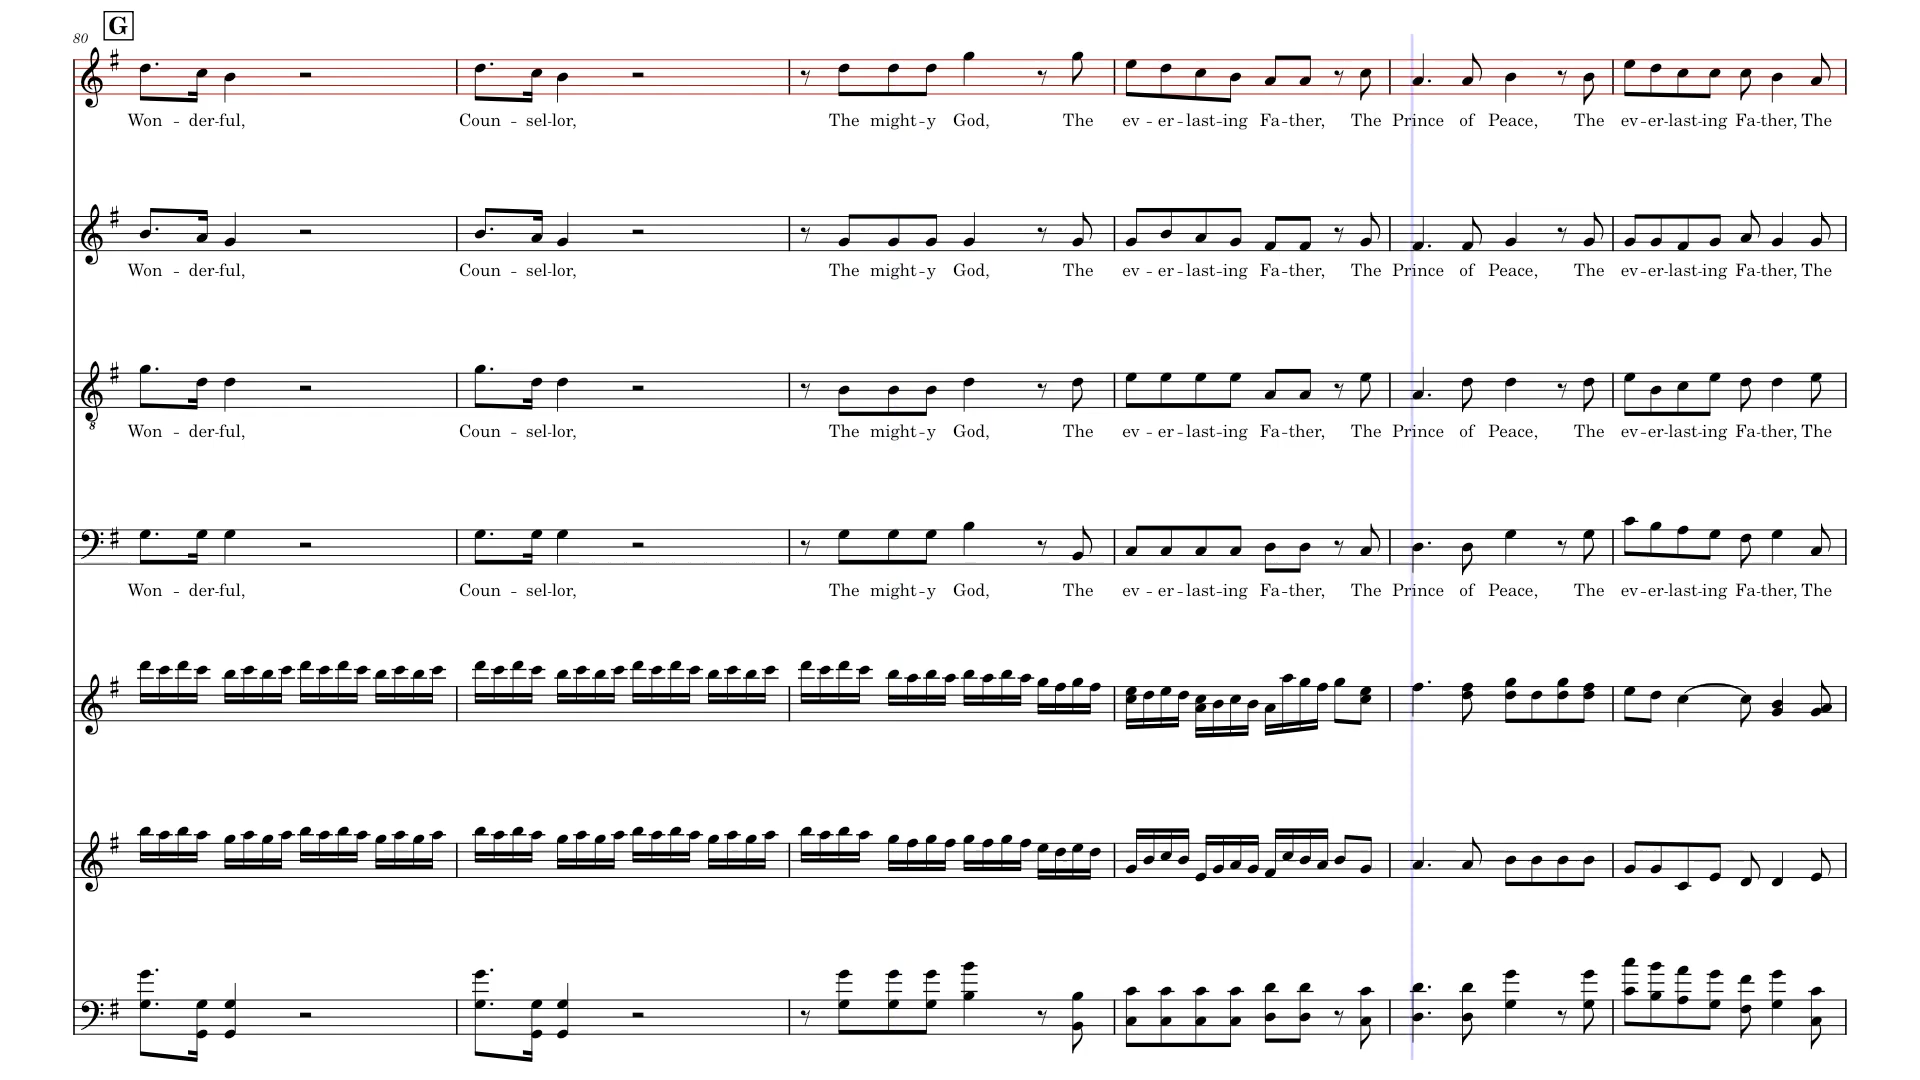 G
80
Won - der-ful, Coun - sel-lor, The might-y God, The ev - er-last-ing Fa-ther, The Prince of Peace, The ev-er-last-ing Fa-ther, The
Won - der-ful, Coun - sel-lor, The might-y God, The ev - er-last-ing Fa-ther, The Prince of Peace, The ev-er-last-ing Fa-ther, The
8
Won - der-ful, Coun - sel-lor, The might-y God, The ev - er-last-ing Fa-ther, The Prince of Peace, The ev-er-last-ing Fa-ther, The
Won - der-ful, Coun - sel-lor, The might-y God, The ev - er-last-ing Fa-ther, The Prince of Peace, The ev-er-last-ing Fa-ther, The